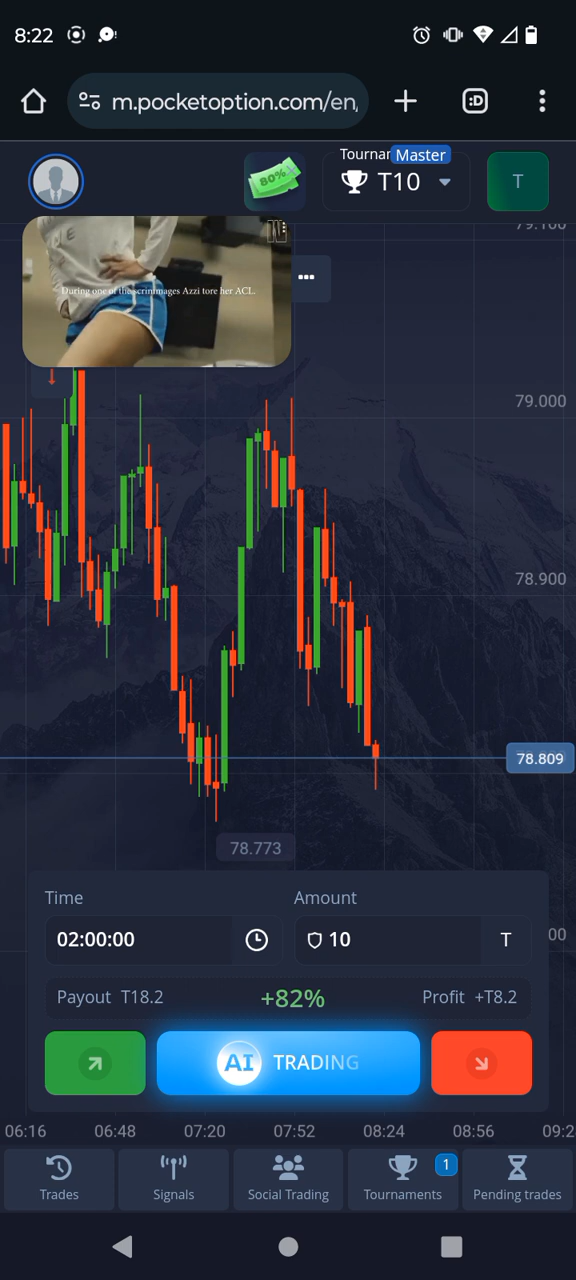 8:22
m.pocketoption.com/en
80%
Tournar
Master
T10
T
79.100
During one of the scrimmages Azzi tore her ACL.
79.000
78.900
78.809
78.773
Time
Amount
02:00:00
10 T
00
Payout T18.2
+82%
Profit +T8.2
AI TRADING
06:16 06:48 07:20 07:52 08:24 08:56 09:2
1
Trades
Signals
Social Trading
Tournaments
Pending trades